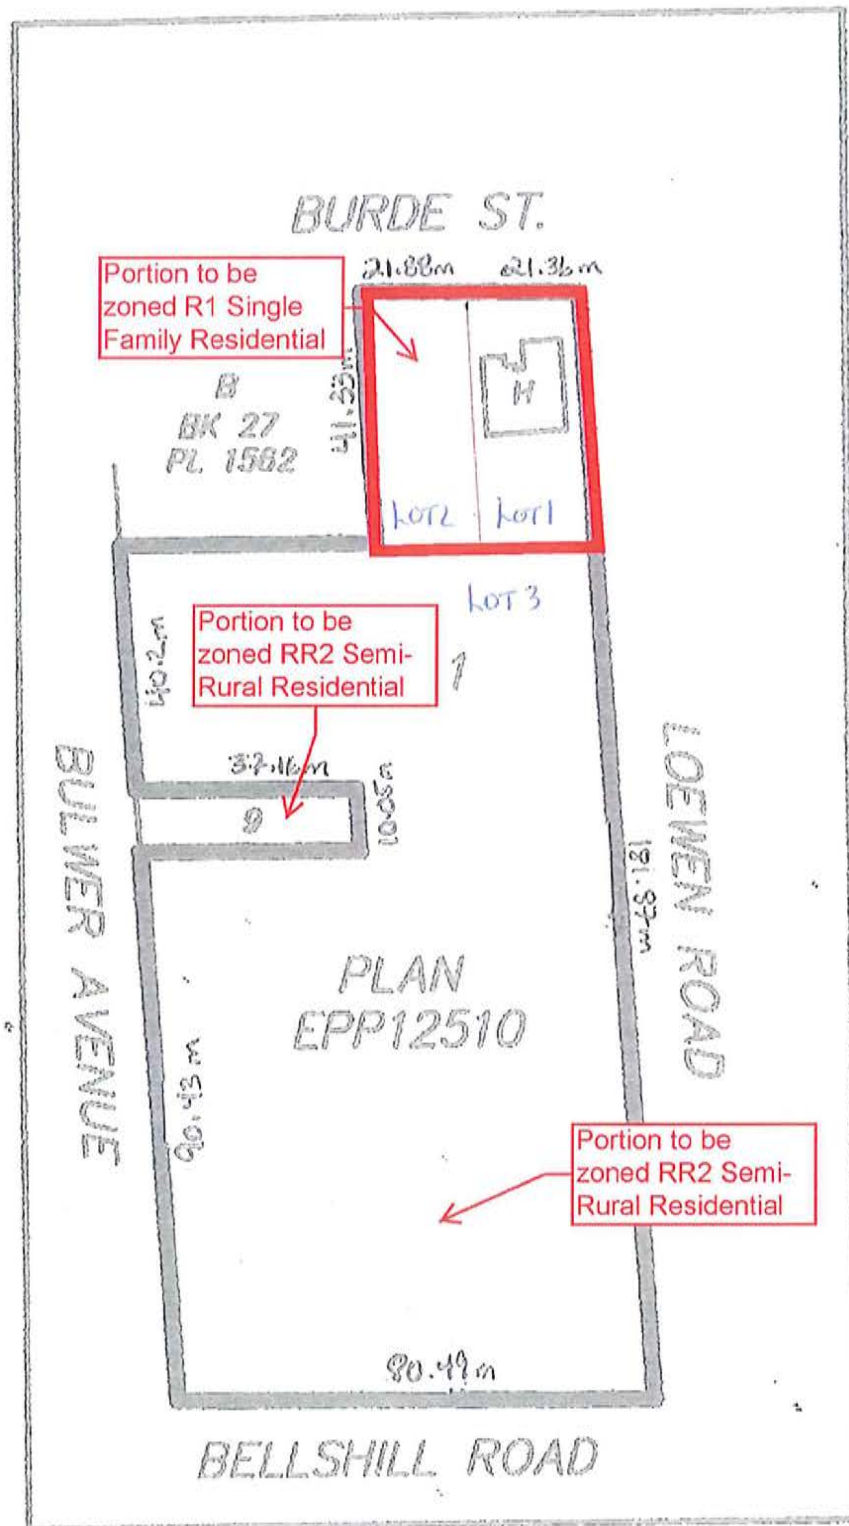 BURDE ST.
21.88m 21.36m
Portion to be
zoned R1 Single
Family Residential
B
BK 27
PL 1562
41.33m
H
LOT2 LOT1
LOT 3
Portion to be
zoned RR2 Semi-
Rural Residential
1
40.2m
37.16m
10.05m
9
BULWER AVENUE
LOEWEN ROAD
181.87m
PLAN
EPP12510
90.43 m
Portion to be
zoned RR2 Semi-
Rural Residential
80.49m
BELLSHILL ROAD